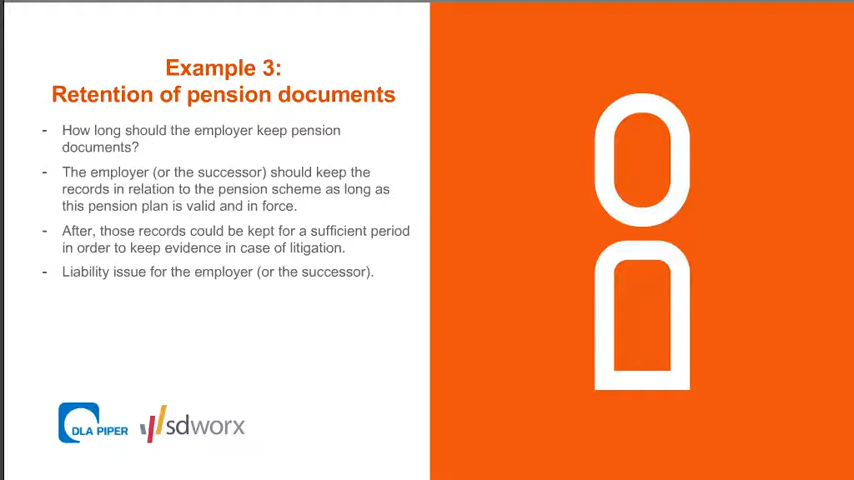 Example 3:
Retention of pension documents
- How long should the employer keep pension
documents?
- The employer (or the successor) should keep the
records in relation to the pension scheme as long as
this pension plan is valid and in force.
- After, those records could be kept for a sufficient period
in order to keep evidence in case of litigation.
- Liability issue for the employer (or the successor).
DLA PIPER
sdworx